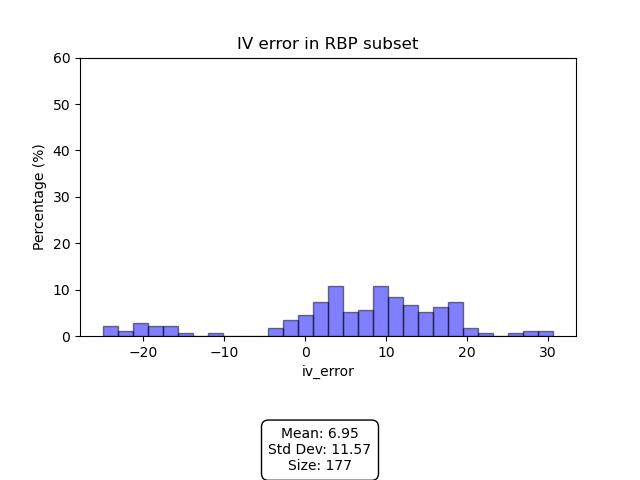 IV error in RBP subset
60
50
40
30
20
10
0
Percentage (%)
−20
−10
0
10
20
30
iv_error
Mean: 6.95
Std Dev: 11.57
Size: 177